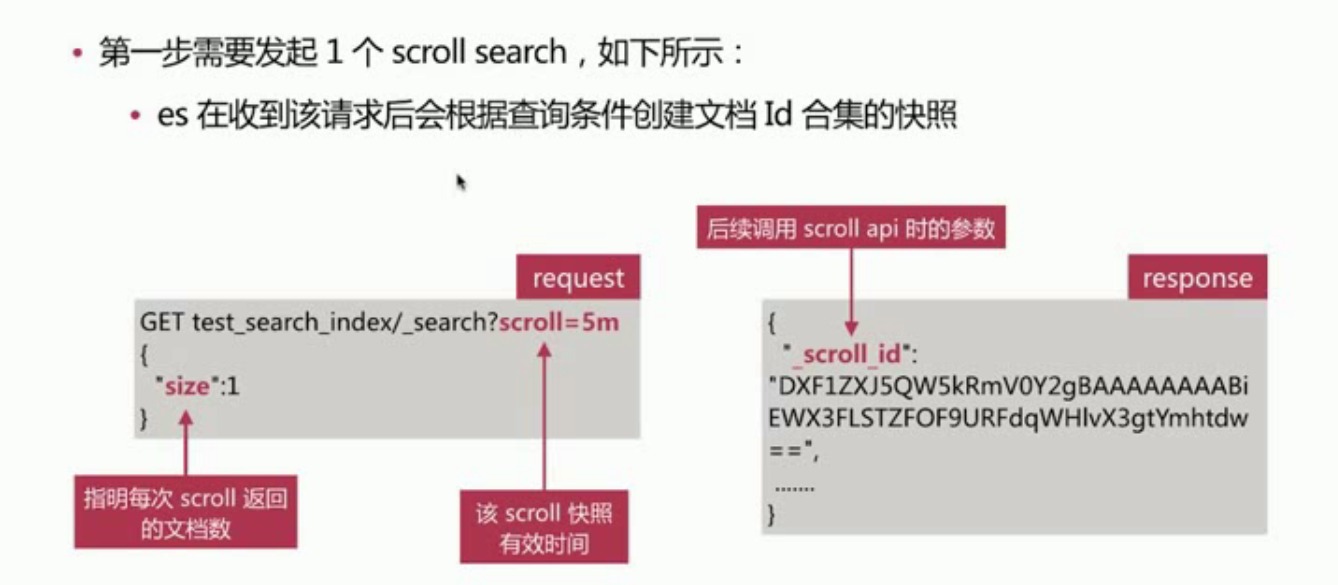 第一步需要发起 1 个 scroll search，如下所示：
es 在收到该请求后会根据查询条件创建文档 Id 合集的快照
后续调用 scroll api 时的参数
request
response
GET test_search_index/_search?scroll=5m
{
"size":1
}
{
"_scroll_id":
"DXF1ZXJ5QW5kRmV0Y2gBAAAAAAAABi
EWX3FLSTZFOF9URFdqWHlvX3gtYmhtdw
==",
.......
}
指明每次 scroll 返回
的文档数
该 scroll 快照
有效时间